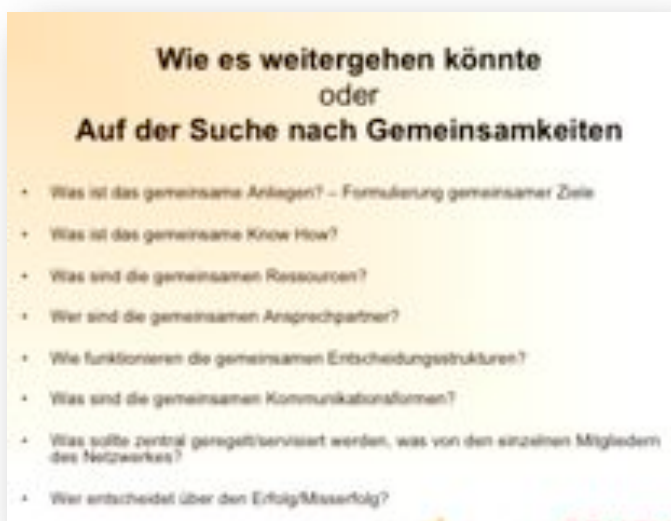 Wie es weitergehen könnte
oder
Auf der Suche nach Gemeinsamkeiten
• Was ist das gemeinsame Anliegen? – Formulierung gemeinsamer Ziele
• Was ist das gemeinsame Know How?
• Was sind die gemeinsamen Ressourcen?
• Wer sind die gemeinsamen Ansprechpartner?
• Wie funktionieren die gemeinsamen Entscheidungsstrukturen?
• Was sind die gemeinsamen Kommunikationsformen?
• Was sollte zentral geregelt/servisiert werden, was von den einzelnen Mitgliedern
des Netzwerkes?
• Wer entscheidet über den Erfolg/Misserfolg?